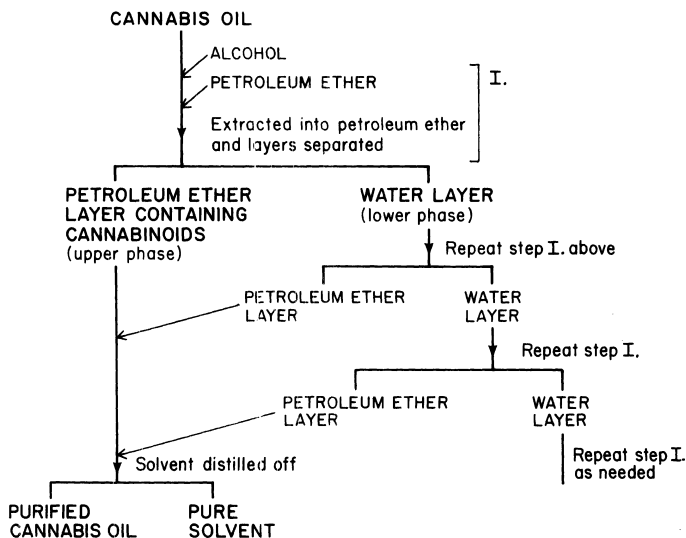 CANNABIS OIL
ALCOHOL
PETROLEUM ETHER
I.
Extracted into petroleum ether
and layers separated
PETROLEUM ETHER
LAYER CONTAINING
CANNABINOIDS
(upper phase)
WATER LAYER
(lower phase)
Repeat step I. above
PETROLEUM ETHER
LAYER
WATER
LAYER
Repeat step I.
PETROLEUM ETHER
LAYER
WATER
LAYER
Repeat step I.
as needed
Solvent distilled off
PURIFIED
CANNABIS OIL
PURE
SOLVENT